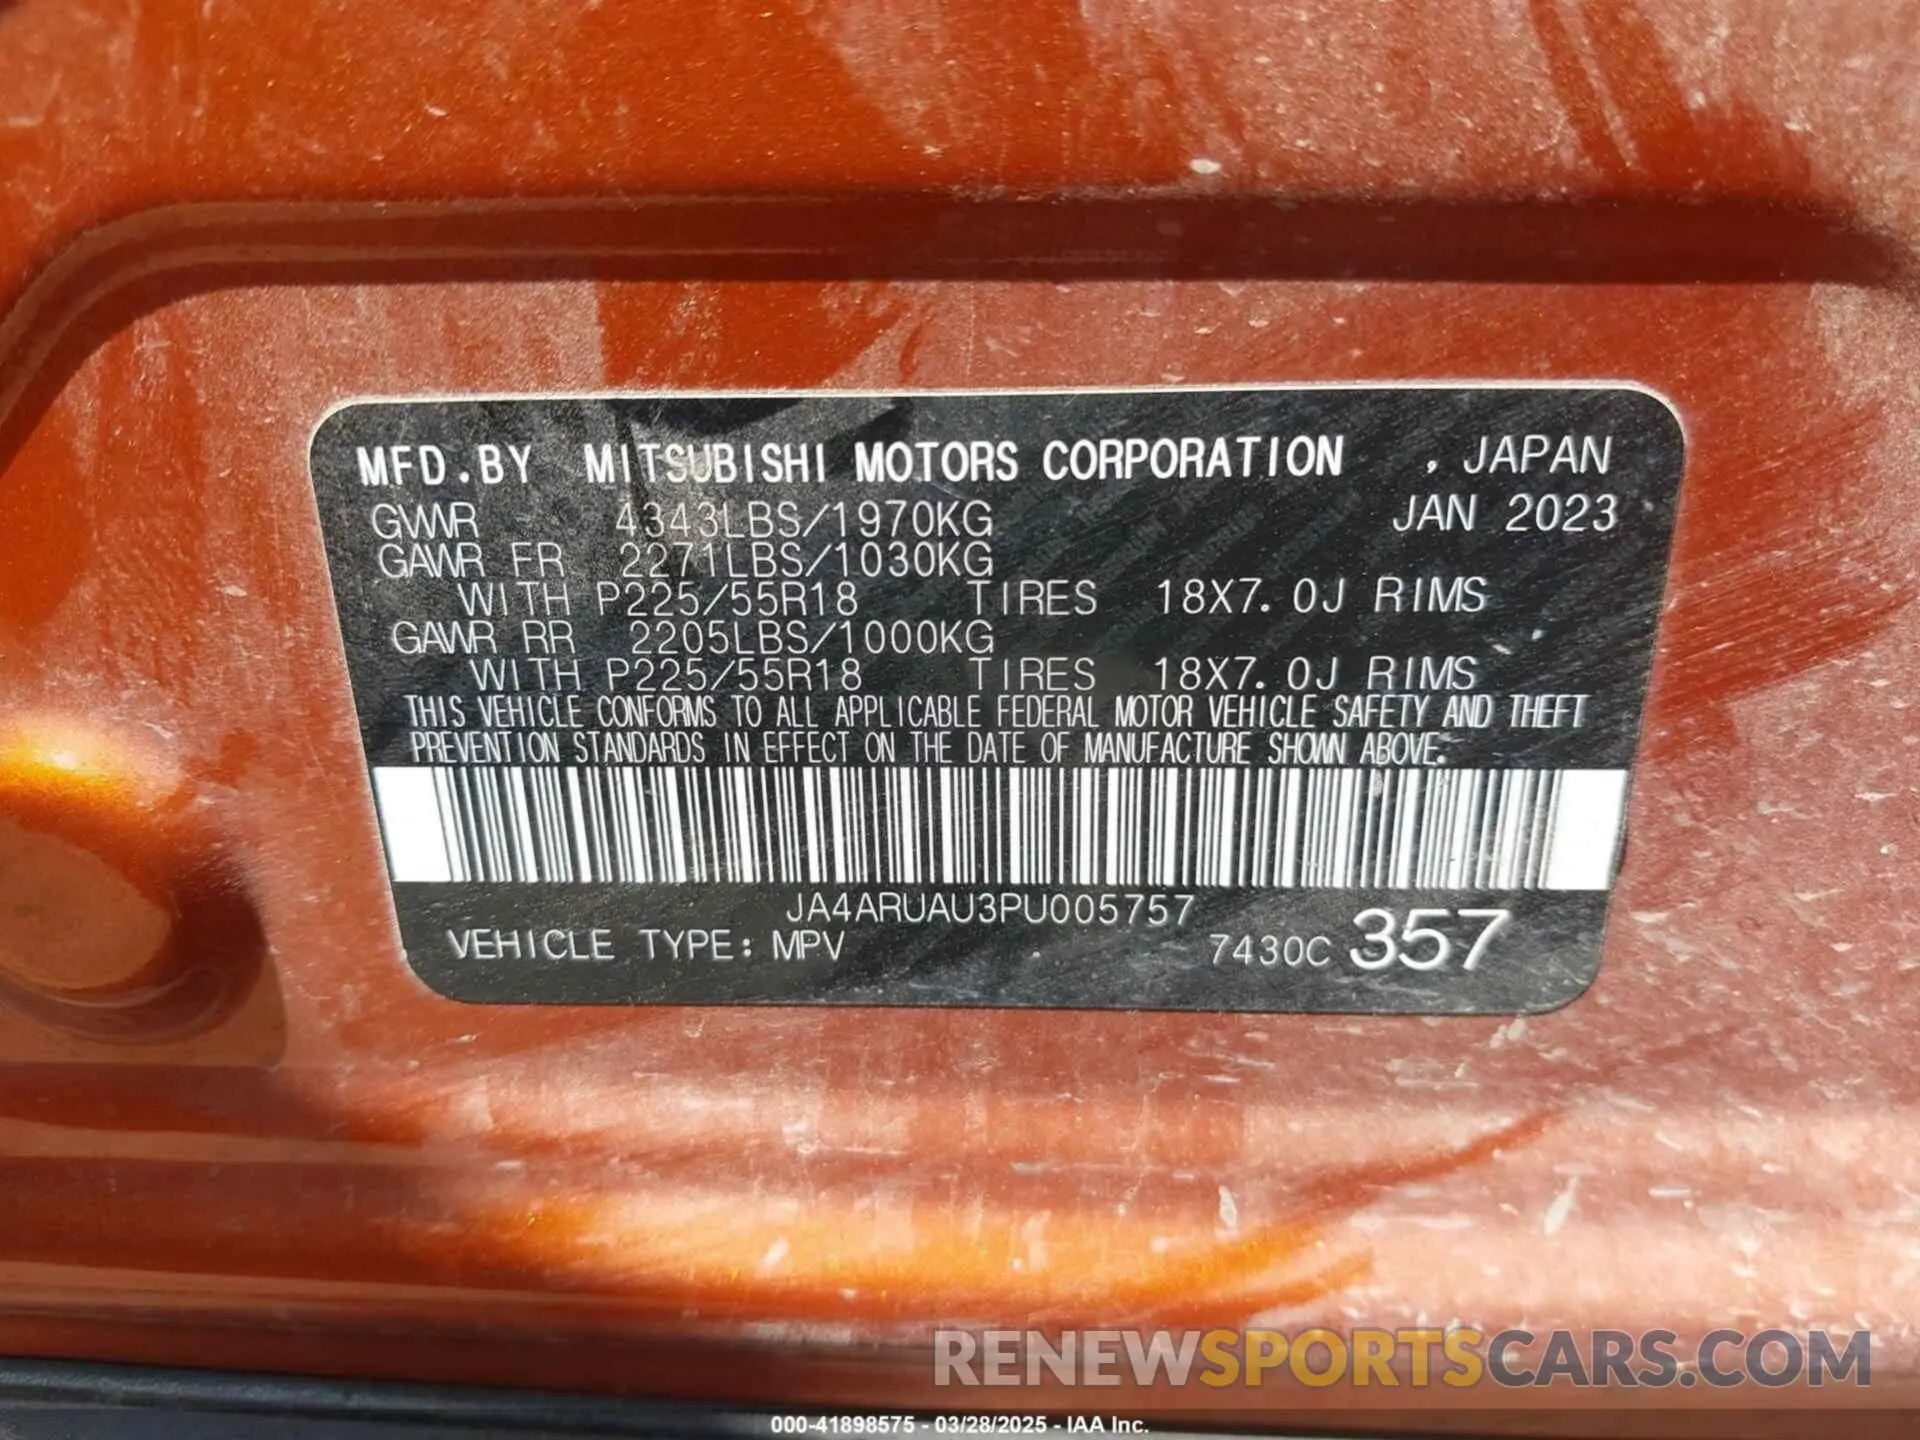 MFD.BY MITSUBISHI MOTORS CORPORATION , JAPAN
GVWR 4343LBS/1970KG JAN 2023
GAWR FR 2271LBS/1030KG
WITH P225/55R18 TIRES 18X7.0J RIMS
GAWR RR 2205LBS/1000KG
WITH P225/55R18 TIRES 18X7.0J RIMS
THIS VEHICLE CONFORMS TO ALL APPLICABLE FEDERAL MOTOR VEHICLE SAFETY AND THEFT
PREVENTION STANDARDS IN EFFECT ON THE DATE OF MANUFACTURE SHOWN ABOVE.
JA4ARUAU3PU005757
VEHICLE TYPE: MPV 7430C 357
RENEWSPORTSCARS.COM
000-41898575 - 03/28/2025 - IAA Inc.